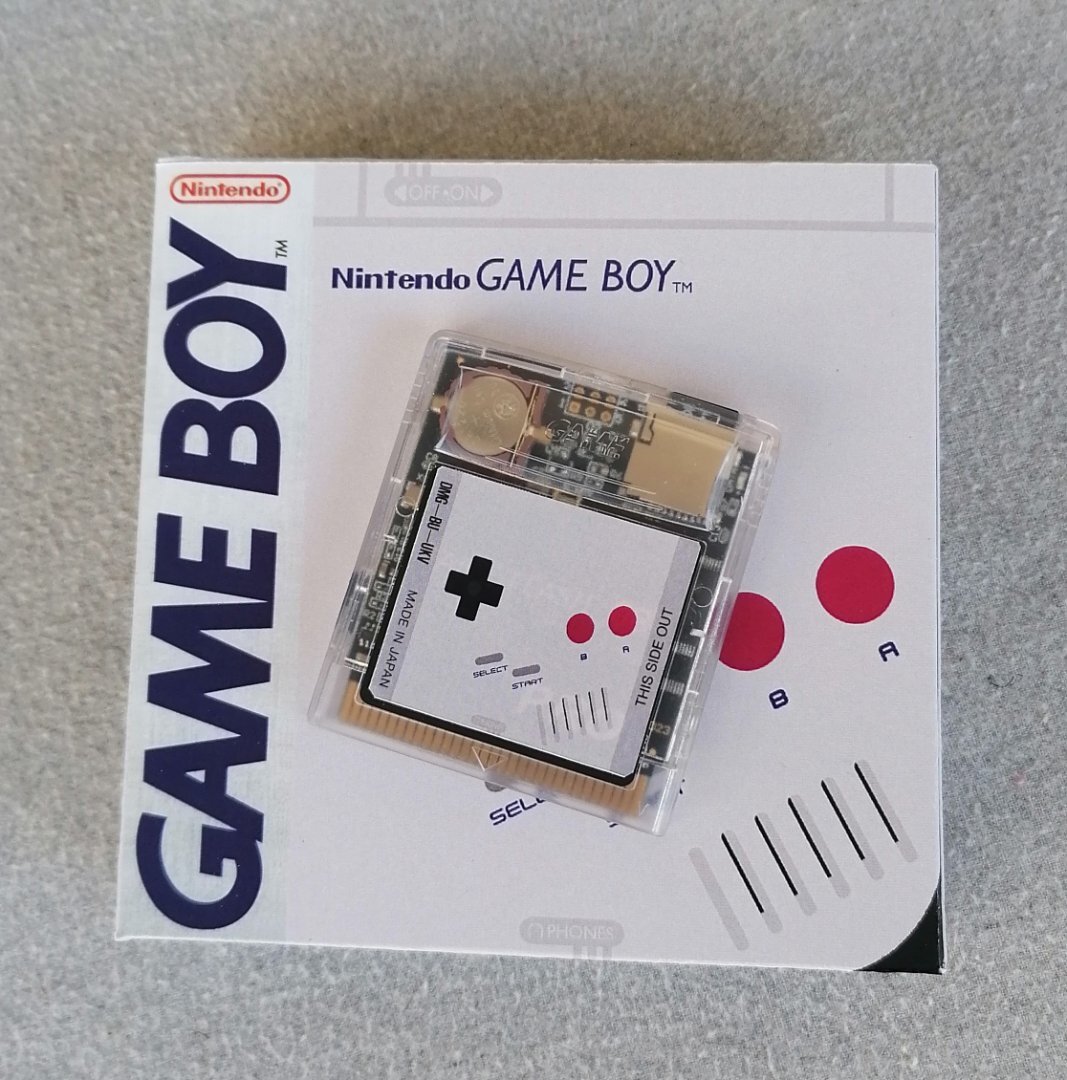 Nintendo®
GAME BOY™
OFF•ON
Nintendo GAME BOY™
GAME
DMG-BU-UKV
MADE IN JAPAN
THIS SIDE OUT
SELECT
START
B
A
B
A
PHONES